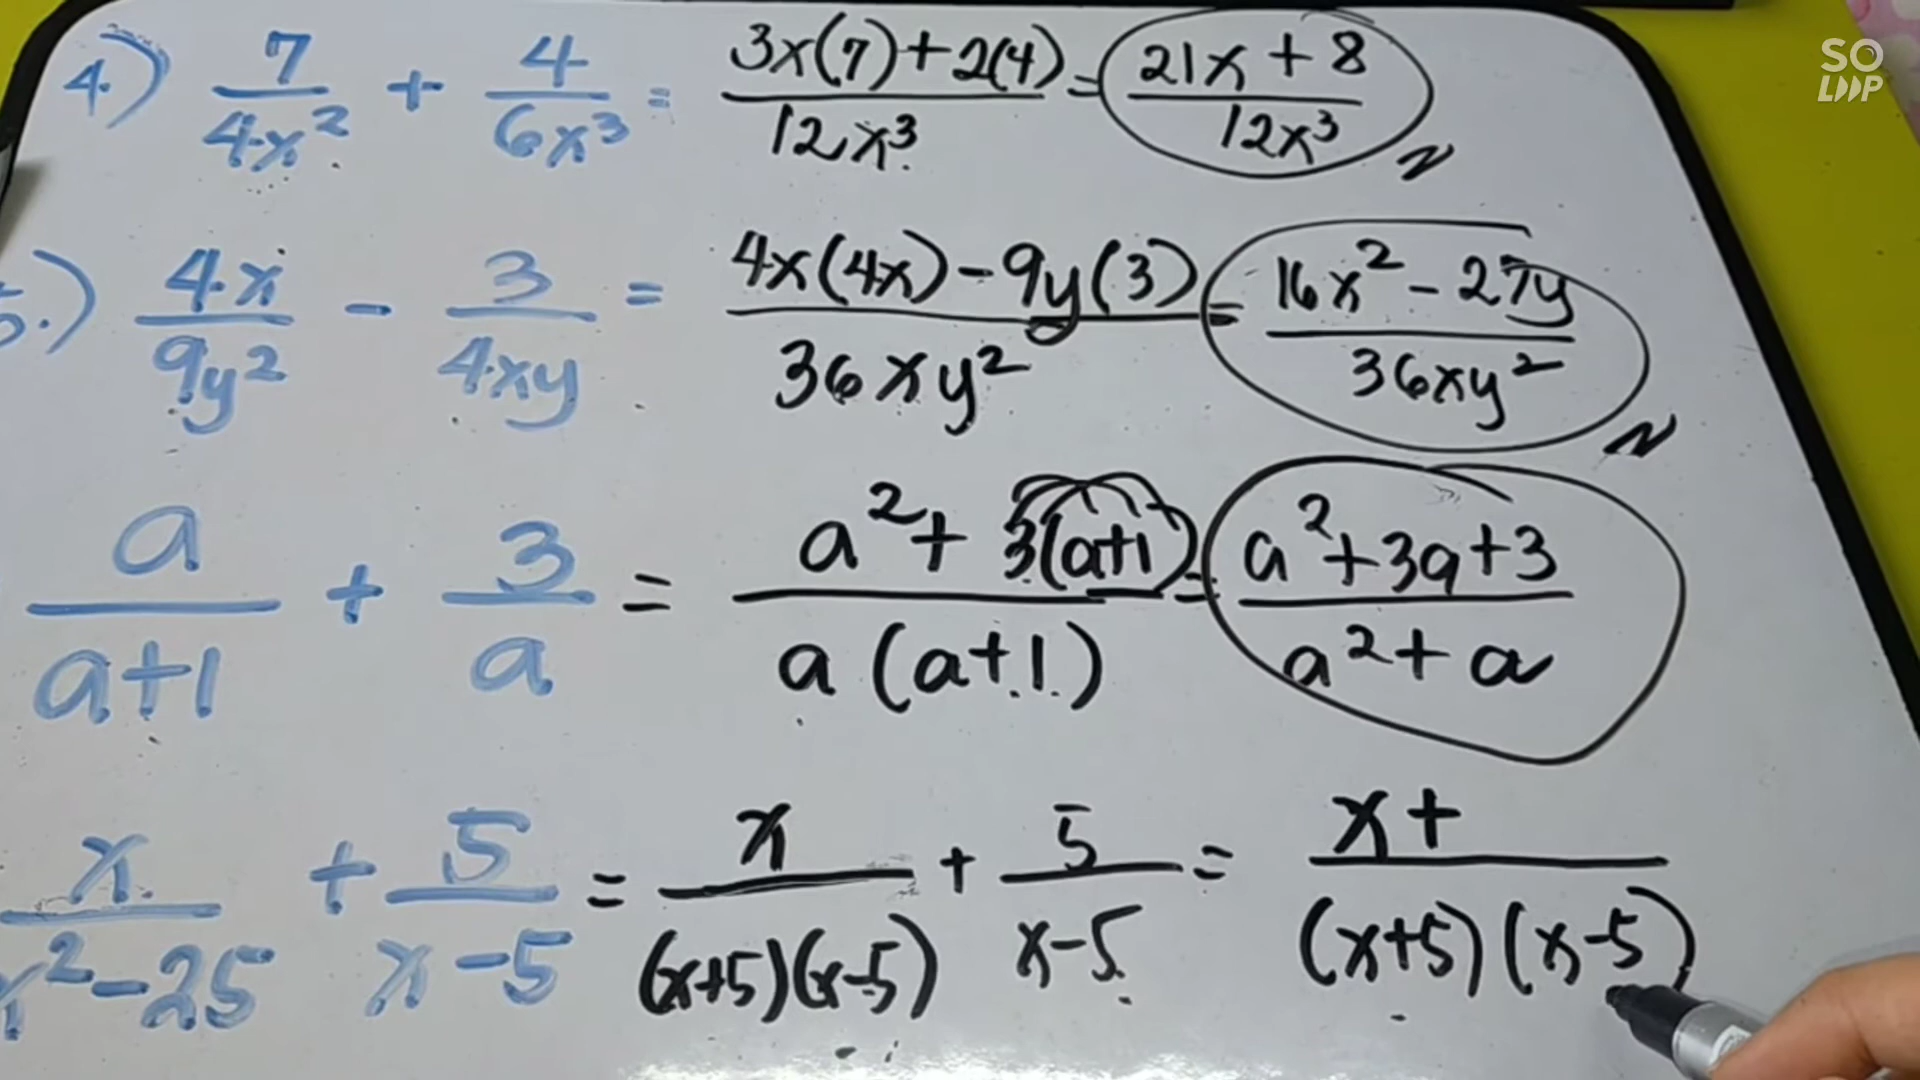 4.) 7/4x² + 4/6x³ = 3x(7)+2(4)/12x³ = 21x+8/12x³
5.) 4x/9y² - 3/4xy = 4x(4x)-9y(3)/36xy² = 16x²-27y/36xy²
a/a+1 + 3/a = a²+3(a+1)/a(a+1) = a²+3a+3/a²+a
x/x²-25 + 5/x-5 = x/(x+5)(x-5) + 5/x-5 = x+/(x+5)(x-5)
SO
LOOP